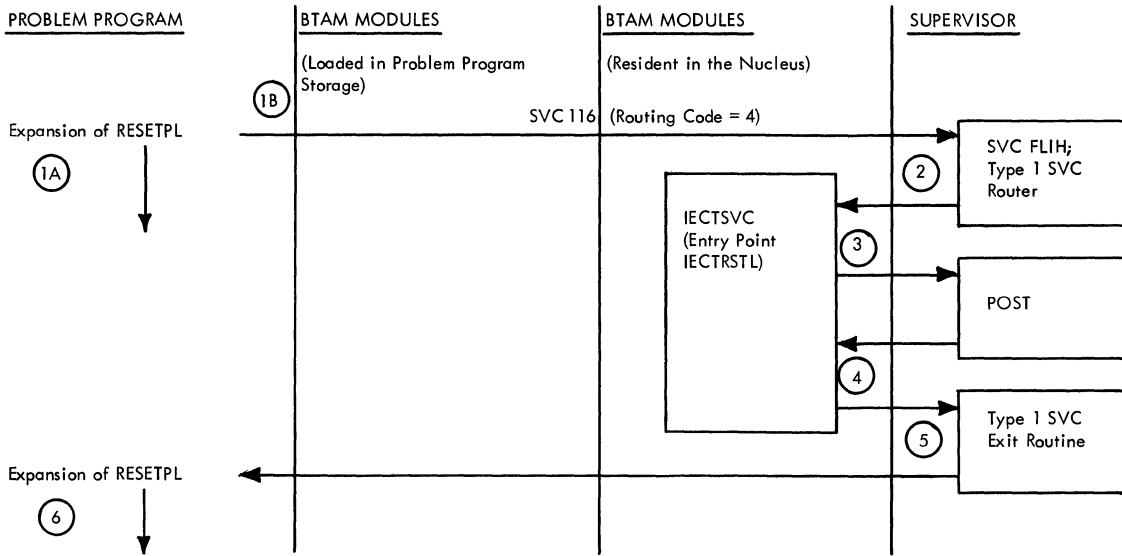 PROBLEM PROGRAM
BTAM MODULES
BTAM MODULES
SUPERVISOR
(Loaded in Problem Program
Storage)
(Resident in the Nucleus)
1B
SVC 116 (Routing Code = 4)
Expansion of RESETPL
1A
SVC FLIH;
Type 1 SVC
Router
2
IECTSVC
(Entry Point
IECTRSTL)
3
POST
4
Type 1 SVC
Exit Routine
5
Expansion of RESETPL
6